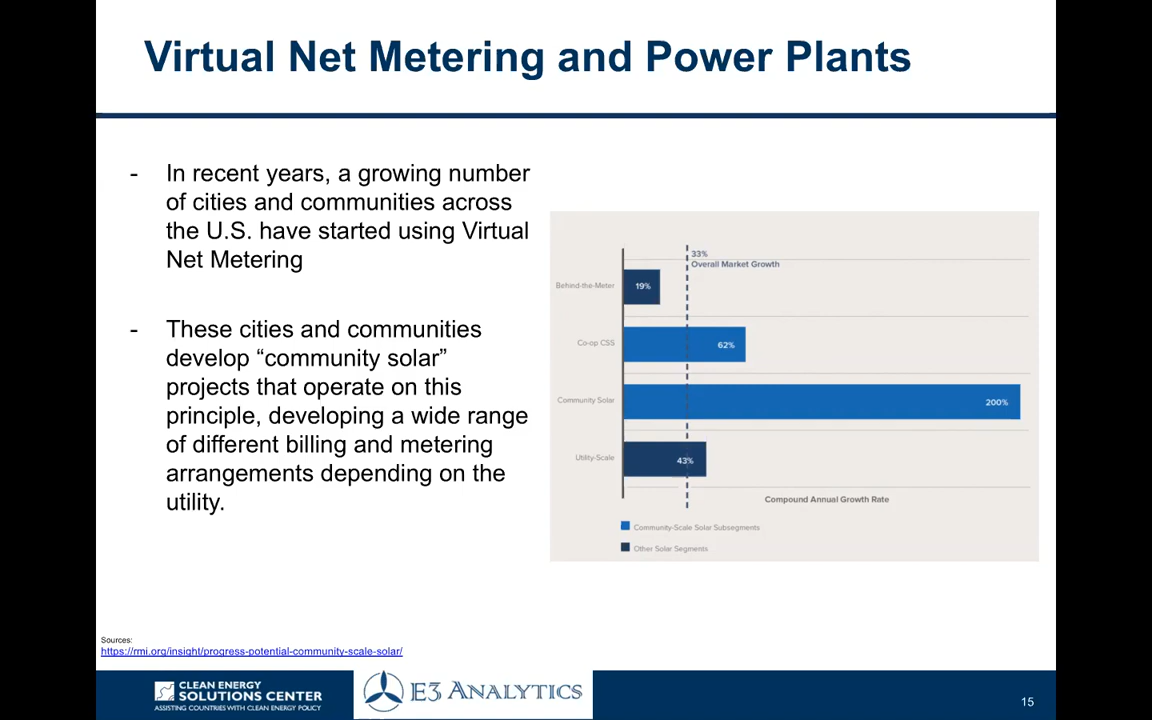 Virtual Net Metering and Power Plants
- In recent years, a growing number
of cities and communities across
the U.S. have started using Virtual
Net Metering
- These cities and communities
develop “community solar”
projects that operate on this
principle, developing a wide range
of different billing and metering
arrangements depending on the
utility.
33%
Overall Market Growth
Behind-the-Meter
19%
Co-op CSS
62%
Community Solar
200%
Utility-Scale
43%
Compound Annual Growth Rate
Community-Scale Solar Subsegments
Other Solar Segments
Sources:
https://rmi.org/insight/progress-potential-community-scale-solar/
CLEAN ENERGY
SOLUTIONS CENTER
ASSISTING COUNTRIES WITH CLEAN ENERGY POLICY
E3 ANALYTICS
15